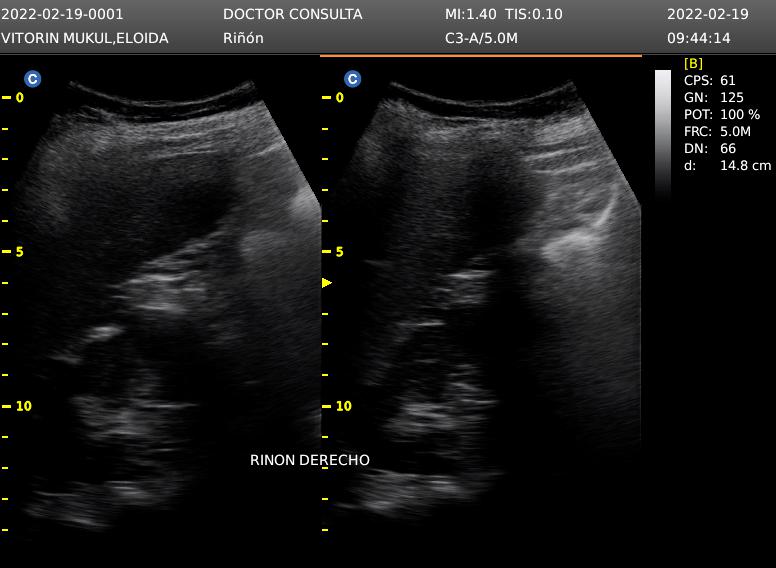 2022-02-19-0001 DOCTOR CONSULTA MI:1.40 TIS:0.10 2022-02-19
VITORIN MUKUL,ELOIDA Riñón C3-A/5.0M 09:44:14
C C [B]
0 0 CPS: 61
GN: 125
POT: 100 %
FRC: 5.0M
DN: 66
d: 14.8 cm
5 5
10 10
RINON DERECHO